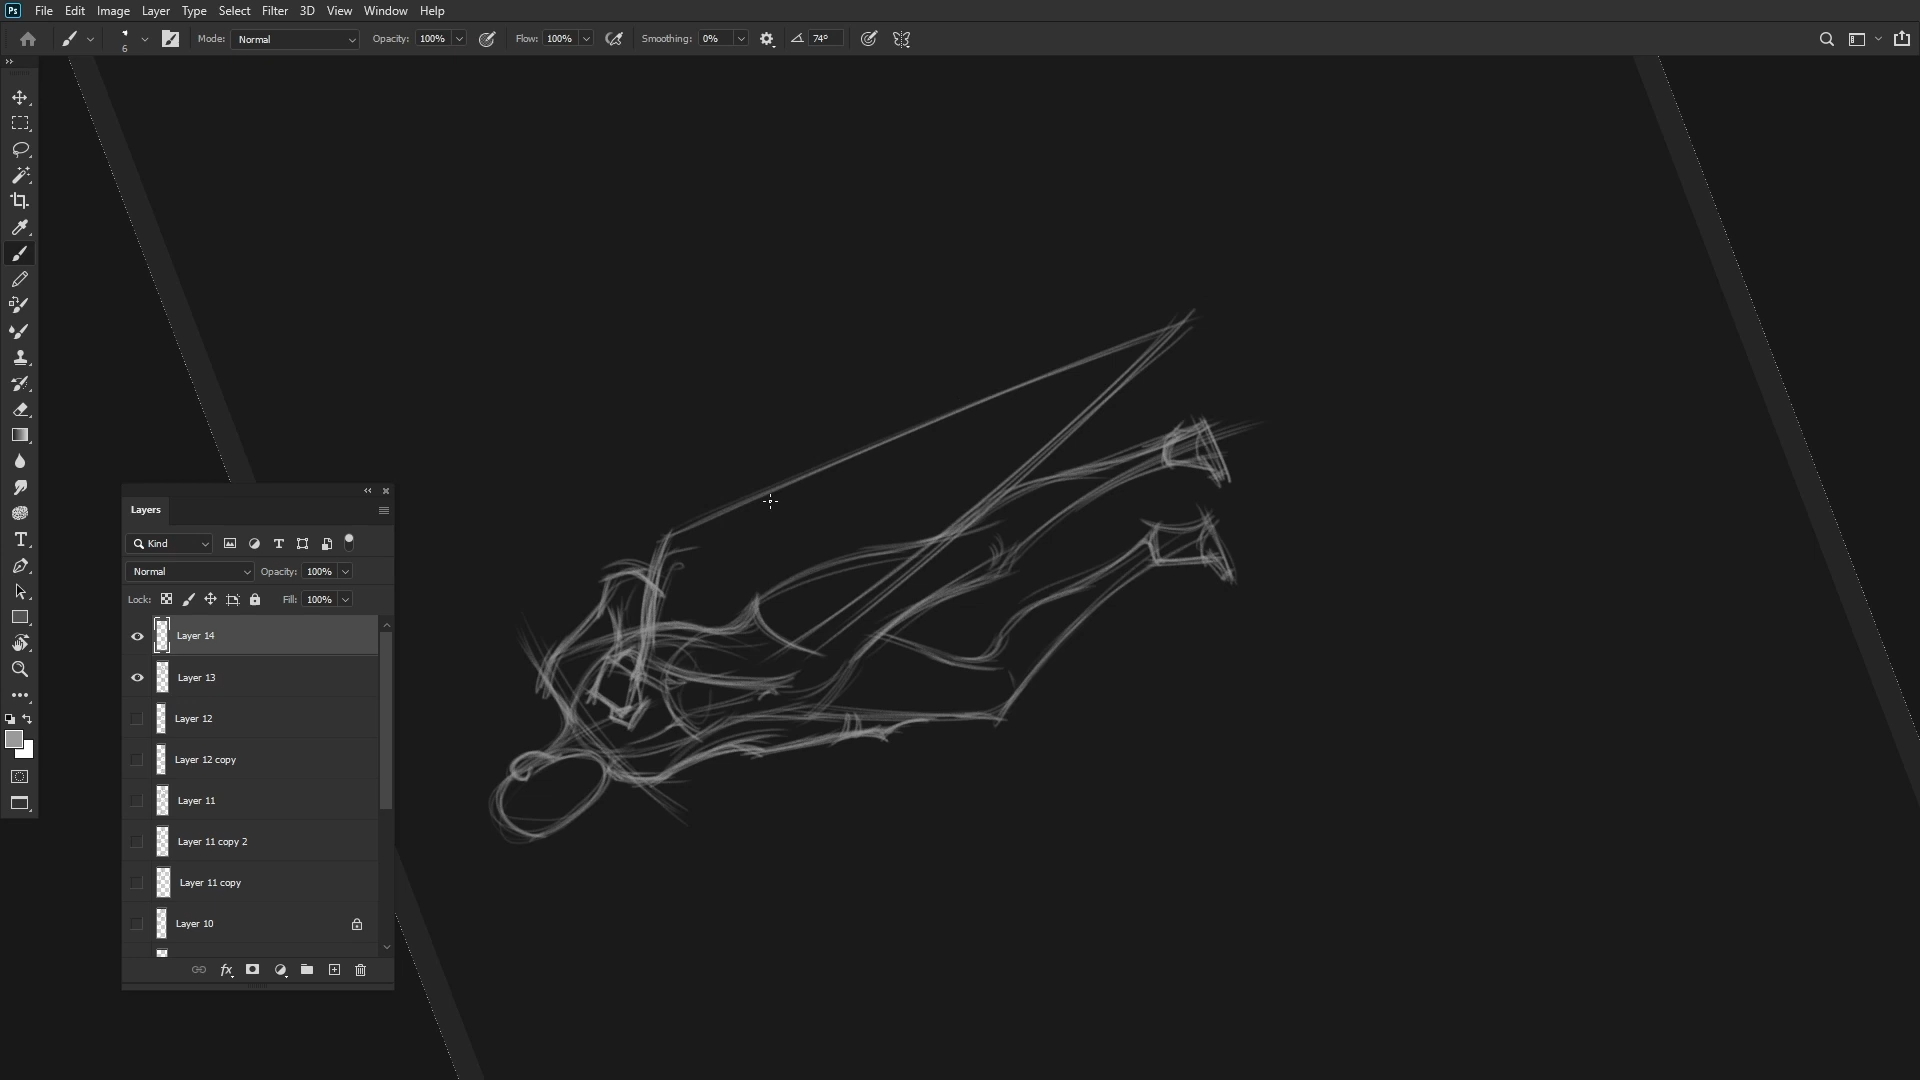 Ps File Edit Image Layer Type Select Filter 3D View Window Help
6 Mode: Normal Opacity: 100% Flow: 100% Smoothing: 0% 74°
Layers
Kind
Normal Opacity: 100%
Lock: Fill: 100%
Layer 14
Layer 13
Layer 12
Layer 12 copy
Layer 11
Layer 11 copy 2
Layer 11 copy
Layer 10
fx